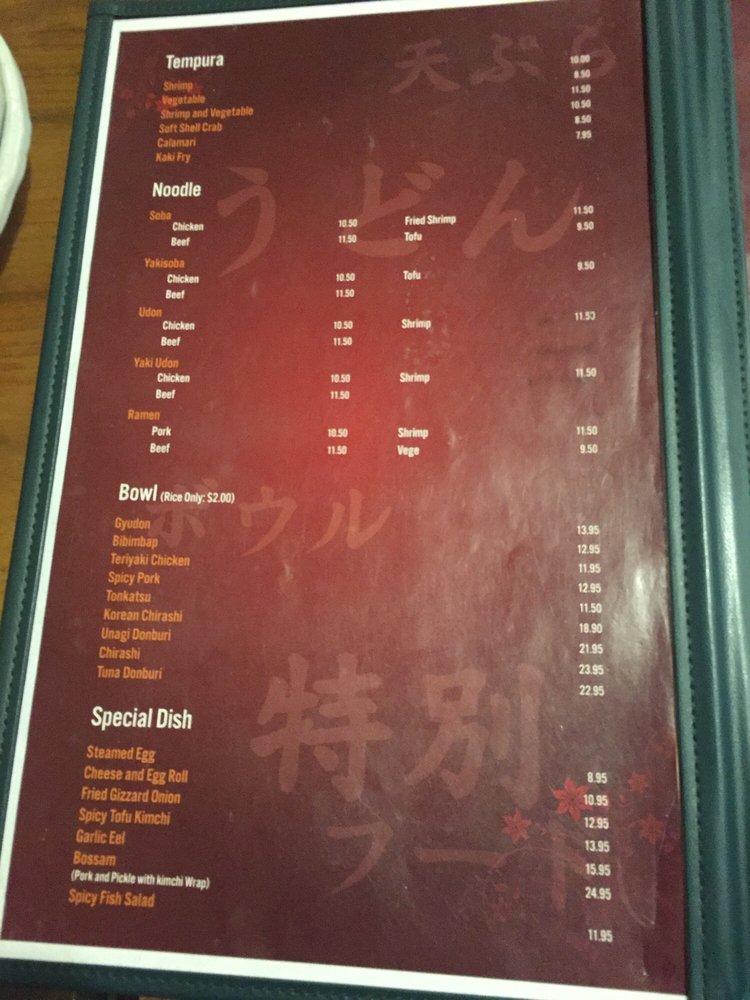 Tempura
天ぷら
Shrimp 10.00
Vegetable 8.50
Shrimp and Vegetable 11.50
Soft Shell Crab 10.50
Calamari 8.50
Kaki Fry 7.95
Noodle
うどん
Soba
Chicken 10.50 Fried Shrimp 11.50
Beef 11.50 Tofu 9.50
Yakisoba
Chicken 10.50 Tofu 9.50
Beef 11.50
Udon
Chicken 10.50 Shrimp 11.50
Beef 11.50
Yaki Udon
Chicken 10.50 Shrimp 11.50
Beef 11.50
Ramen
Pork 10.50 Shrimp 11.50
Beef 11.50 Vege 9.50
Bowl (Rice Only: $2.00)
ボウル
Gyudon 13.95
Bibimbap 12.95
Teriyaki Chicken 11.95
Spicy Pork 12.95
Tonkatsu 11.50
Korean Chirashi 18.90
Unagi Donburi 21.95
Chirashi 23.95
Tuna Donburi 22.95
Special Dish
特別
フード
Steamed Egg 8.95
Cheese and Egg Roll 10.95
Fried Gizzard Onion 12.95
Spicy Tofu Kimchi 13.95
Garlic Eel 15.95
Bossam 24.95
(Pork and Pickle with kimchi Wrap)
Spicy Fish Salad 11.95